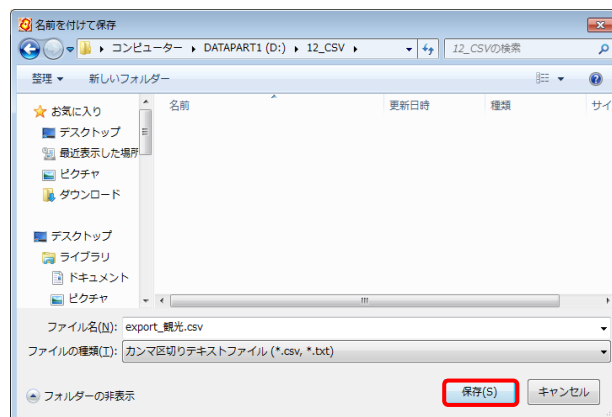 名前を付けて保存
コンピューター ▸ DATAPART1 (D:) ▸ 12_CSV ▸
12_CSVの検索
整理 ▼ 新しいフォルダー
名前 更新日時 種類 サイ
お気に入り
デスクトップ
最近表示した場所
ピクチャ
ダウンロード
デスクトップ
ライブラリ
ドキュメント
ピクチャ
ファイル名(N): export_観光.csv
ファイルの種類(T): カンマ区切りテキストファイル (*.csv, *.txt)
フォルダーの非表示
保存(S) キャンセル